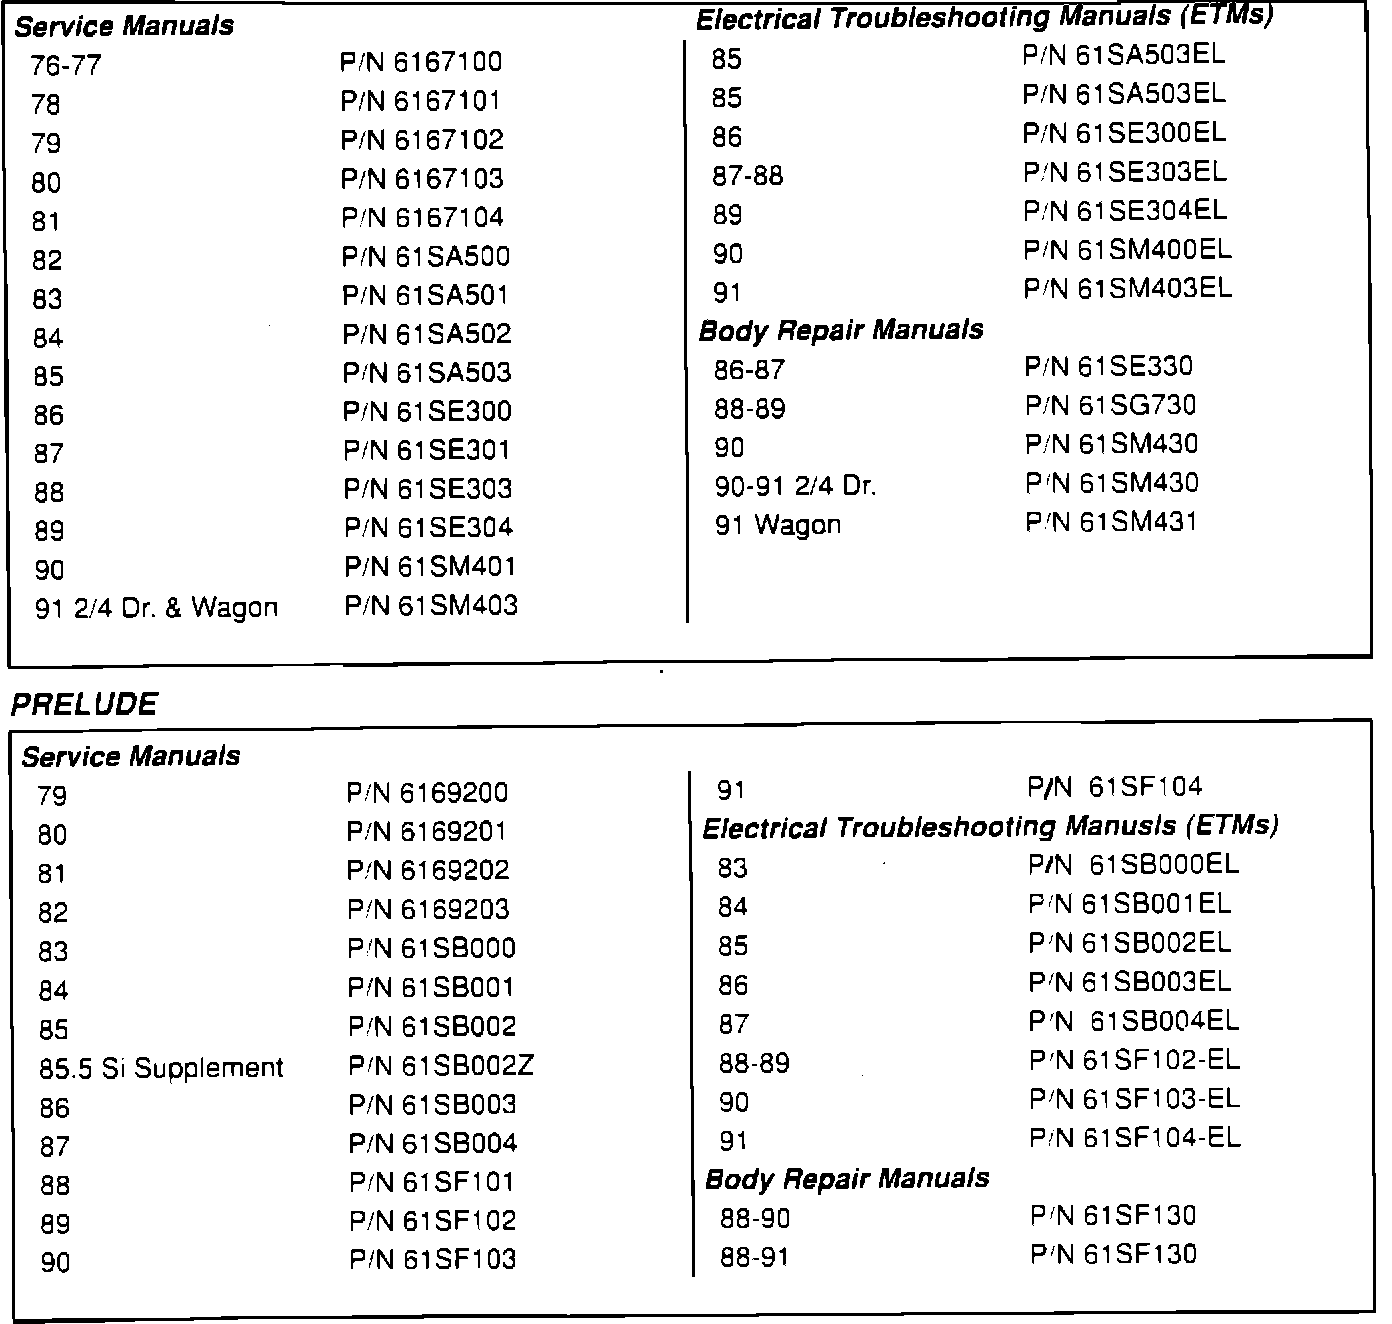 Service Manuals
76-77 P/N 6167100
78 P/N 6167101
79 P/N 6167102
80 P/N 6167103
81 P/N 6167104
82 P/N 61SA500
83 P/N 61SA501
84 P/N 61SA502
85 P/N 61SA503
86 P/N 61SE300
87 P/N 61SE301
88 P/N 61SE303
89 P/N 61SE304
90 P/N 61SM401
91 2/4 Dr. & Wagon P/N 61SM403
Electrical Troubleshooting Manuals (ETMs)
85 P/N 61SA503EL
85 P/N 61SA503EL
86 P/N 61SE300EL
87-88 P/N 61SE303EL
89 P/N 61SE304EL
90 P/N 61SM400EL
91 P/N 61SM403EL
Body Repair Manuals
86-87 P/N 61SE330
88-89 P/N 61SG730
90 P/N 61SM430
90-91 2/4 Dr. P/N 61SM430
91 Wagon P/N 61SM431
PRELUDE
Service Manuals
79 P/N 6169200
80 P/N 6169201
81 P/N 6169202
82 P/N 6169203
83 P/N 61SB000
84 P/N 61SB001
85 P/N 61SB002
85.5 Si Supplement P/N 61SB002Z
86 P/N 61SB003
87 P/N 61SB004
88 P/N 61SF101
89 P/N 61SF102
90 P/N 61SF103
91 P/N 61SF104
Electrical Troubleshooting Manusls (ETMs)
83 P/N 61SB000EL
84 P/N 61SB001EL
85 P/N 61SB002EL
86 P/N 61SB003EL
87 P/N 61SB004EL
88-89 P/N 61SF102-EL
90 P/N 61SF103-EL
91 P/N 61SF104-EL
Body Repair Manuals
88-90 P/N 61SF130
88-91 P/N 61SF130